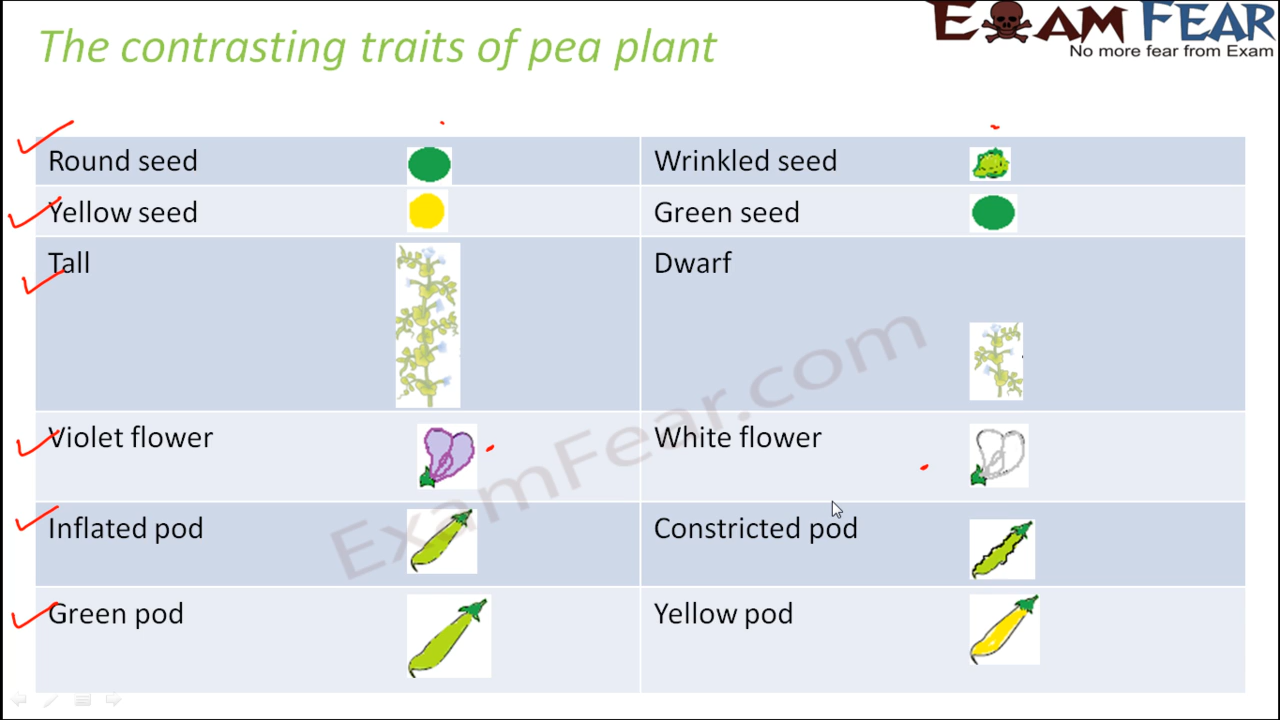 The contrasting traits of pea plant
EXAM FEAR
No more fear from Exam
Round seed Wrinkled seed
Yellow seed Green seed
Tall Dwarf
Violet flower White flower
Inflated pod Constricted pod
Green pod Yellow pod
ExamFear.com